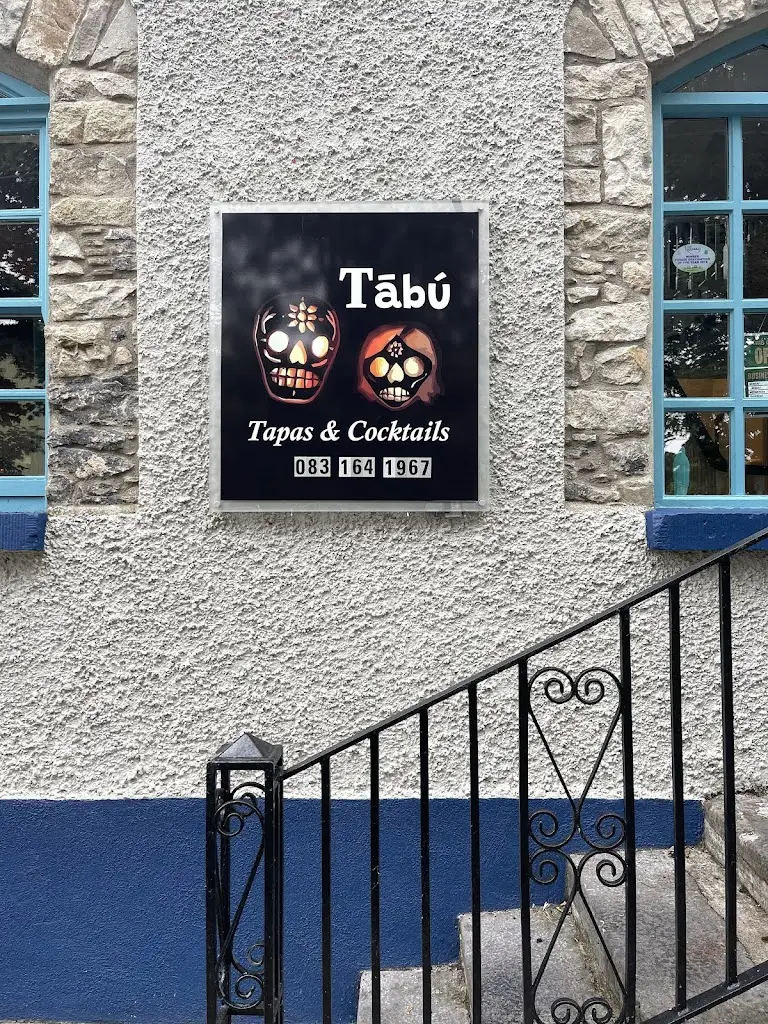 Tābú
Tapas & Cocktails
083 164 1967